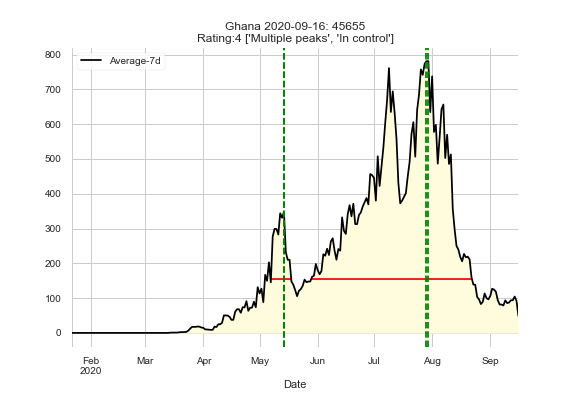 Ghana 2020-09-16: 45655
Rating:4 ['Multiple peaks', 'In control']
Average-7d
800
700
600
500
400
300
200
100
0
Feb Mar Apr May Jun Jul Aug Sep
2020
Date